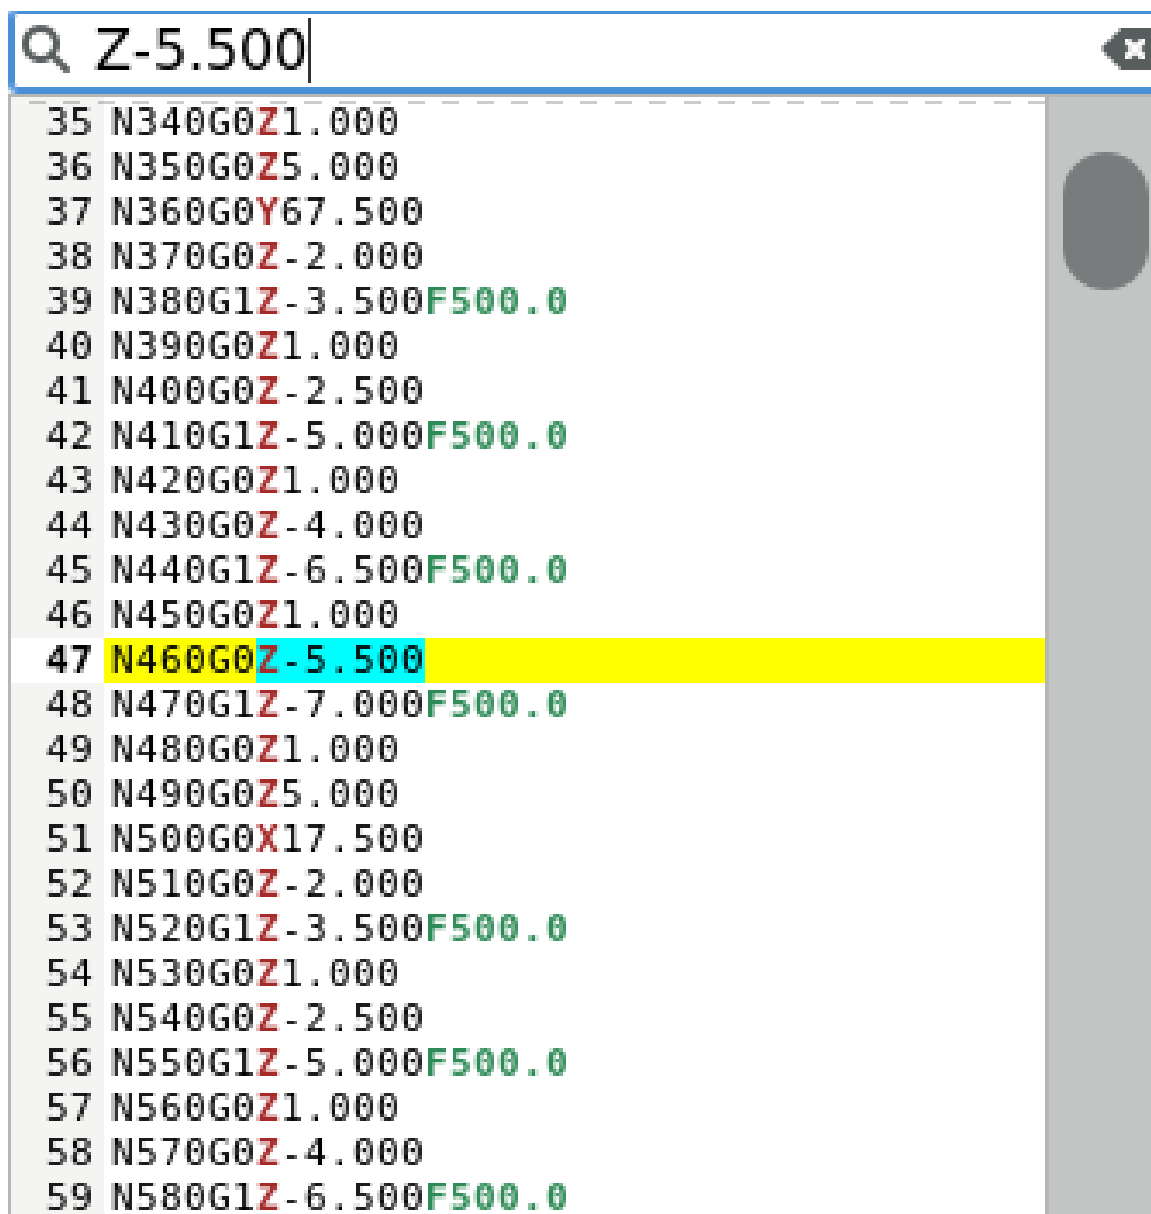 Z-5.500
35 N340G0Z1.000
36 N350G0Z5.000
37 N360G0Y67.500
38 N370G0Z-2.000
39 N380G1Z-3.500F500.0
40 N390G0Z1.000
41 N400G0Z-2.500
42 N410G1Z-5.000F500.0
43 N420G0Z1.000
44 N430G0Z-4.000
45 N440G1Z-6.500F500.0
46 N450G0Z1.000
47 N460G0Z-5.500
48 N470G1Z-7.000F500.0
49 N480G0Z1.000
50 N490G0Z5.000
51 N500G0X17.500
52 N510G0Z-2.000
53 N520G1Z-3.500F500.0
54 N530G0Z1.000
55 N540G0Z-2.500
56 N550G1Z-5.000F500.0
57 N560G0Z1.000
58 N570G0Z-4.000
59 N580G1Z-6.500F500.0